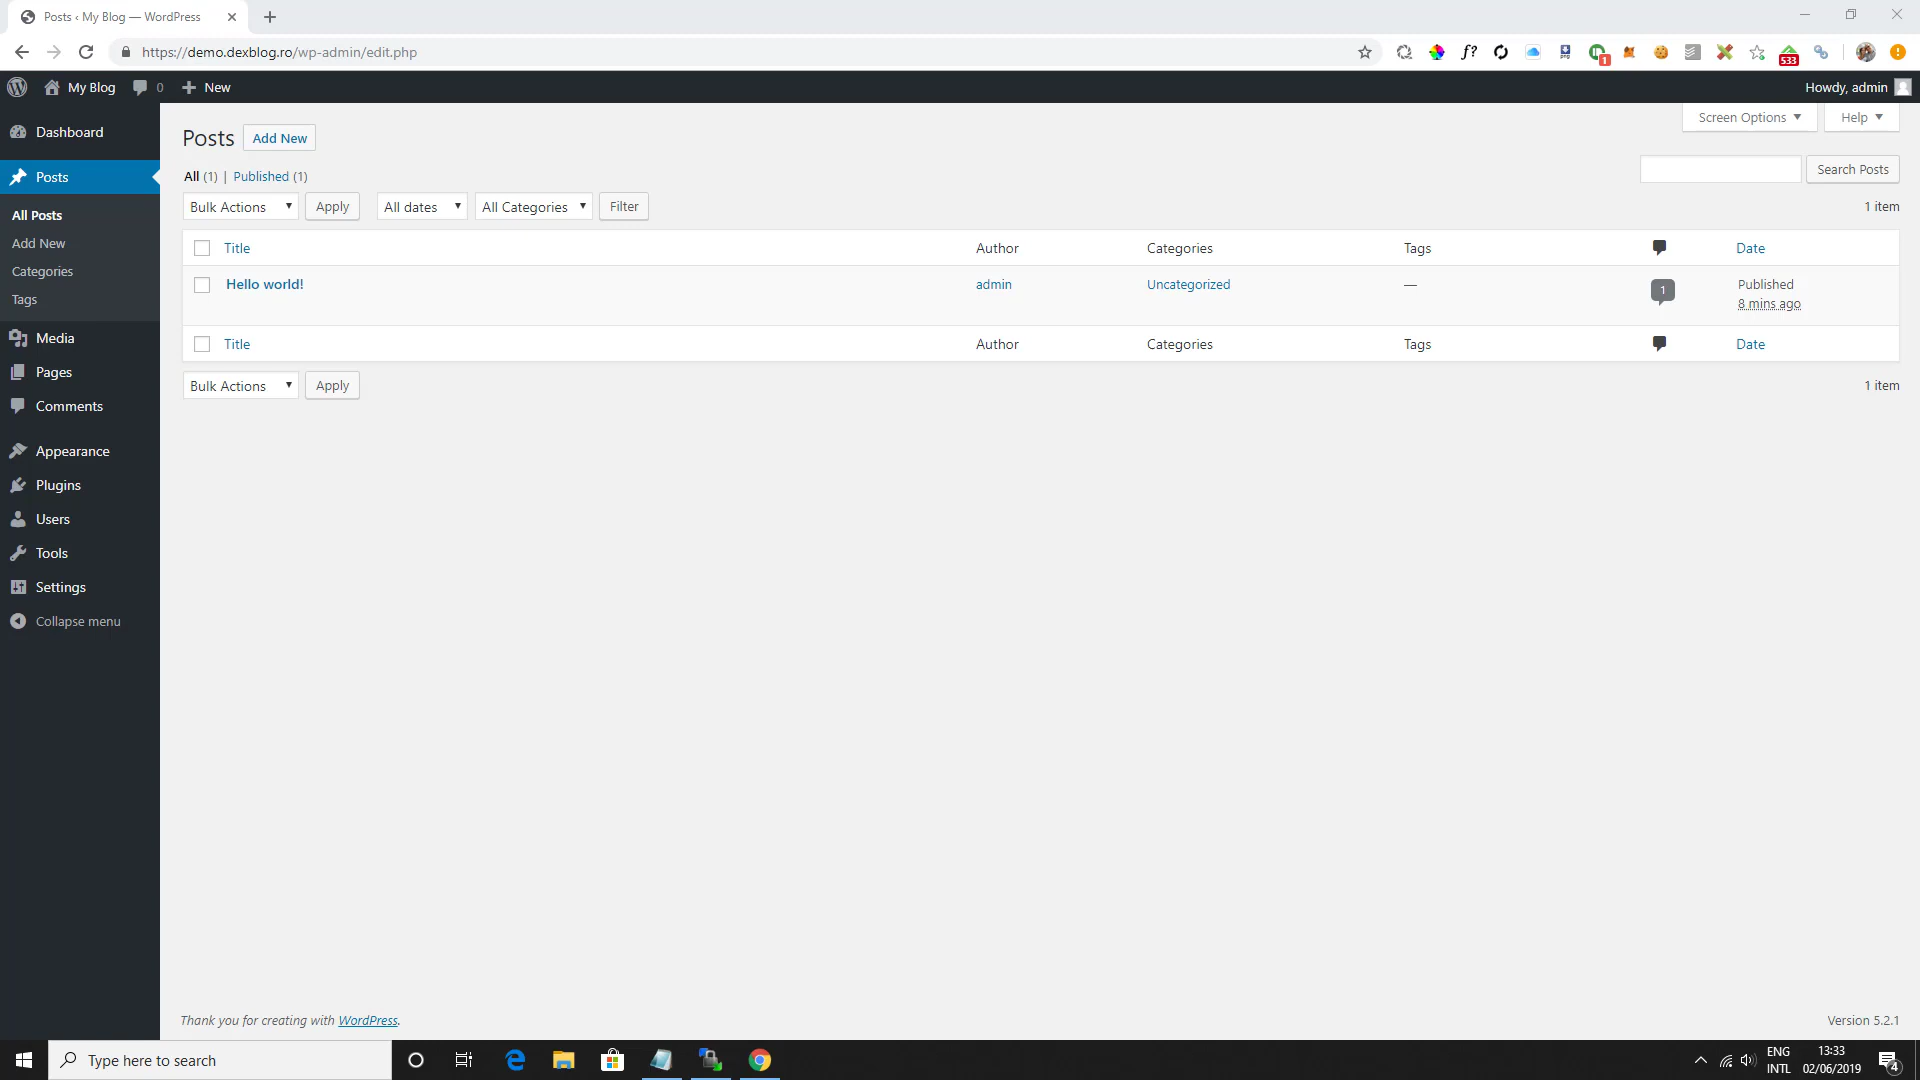 Posts ‹ My Blog — WordPress
https://demo.dexblog.ro/wp-admin/edit.php
f?
1
533
My Blog 0 New
Howdy, admin
Dashboard
Posts
All Posts
Add New
Categories
Tags
Media
Pages
Comments
Appearance
Plugins
Users
Tools
Settings
Collapse menu
Screen Options Help
Posts Add New
All (1) | Published (1)
Search Posts
Bulk Actions Apply All dates All Categories Filter 1 item
Title Author Categories Tags Date
Hello world! admin Uncategorized — 1 Published
8 mins ago
Title Author Categories Tags Date
Bulk Actions Apply 1 item
Thank you for creating with WordPress. Version 5.2.1
Type here to search
ENG
INTL
13:33
02/06/2019
4